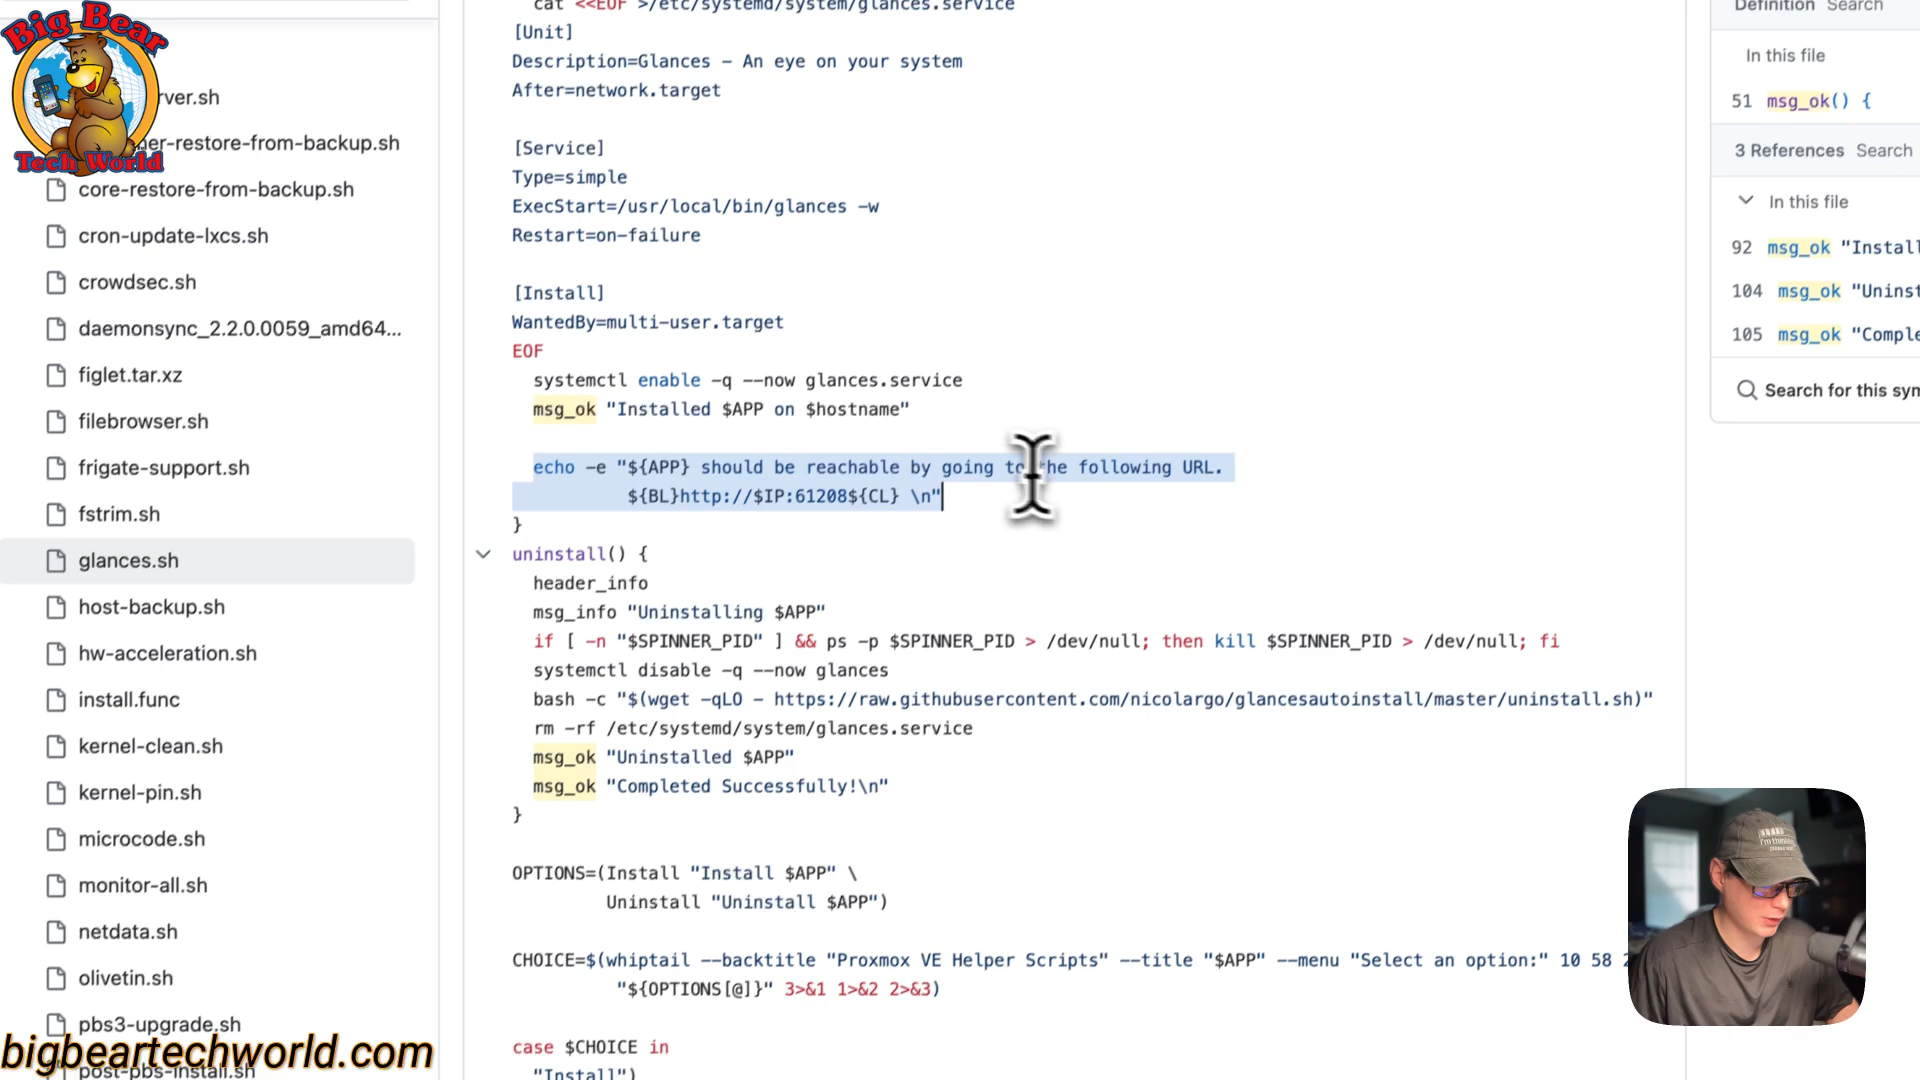 Big Bear
Tech World
rver.sh
er-restore-from-backup.sh
core-restore-from-backup.sh
cron-update-lxcs.sh
crowdsec.sh
daemonsync_2.2.0.0059_amd64...
figlet.tar.xz
filebrowser.sh
frigate-support.sh
fstrim.sh
glances.sh
host-backup.sh
hw-acceleration.sh
install.func
kernel-clean.sh
kernel-pin.sh
microcode.sh
monitor-all.sh
netdata.sh
olivetin.sh
pbs3-upgrade.sh
post-pbs-install.sh
bigbeartechworld.com
cat <<EOF >/etc/systemd/system/glances.service
[Unit]
Description=Glances - An eye on your system
After=network.target
[Service]
Type=simple
ExecStart=/usr/local/bin/glances -w
Restart=on-failure
[Install]
WantedBy=multi-user.target
EOF
systemctl enable -q --now glances.service
msg_ok "Installed $APP on $hostname"
echo -e "${APP} should be reachable by going to the following URL.
${BL}http://$IP:61208${CL} \n"
}
uninstall() {
header_info
msg_info "Uninstalling $APP"
if [ -n "$SPINNER_PID" ] && ps -p $SPINNER_PID > /dev/null; then kill $SPINNER_PID > /dev/null; fi
systemctl disable -q --now glances
bash -c "$(wget -qLO - https://raw.githubusercontent.com/nicolargo/glancesautoinstall/master/uninstall.sh)"
rm -rf /etc/systemd/system/glances.service
msg_ok "Uninstalled $APP"
msg_ok "Completed Successfully!\n"
}
OPTIONS=(Install "Install $APP" \
Uninstall "Uninstall $APP")
CHOICE=$(whiptail --backtitle "Proxmox VE Helper Scripts" --title "$APP" --menu "Select an option:" 10 58 2
"${OPTIONS[@]}" 3>&1 1>&2 2>&3)
case $CHOICE in
"Install")
Definition Search
In this file
51 msg_ok() {
3 References Search
In this file
92 msg_ok "Install
104 msg_ok "Uninst
105 msg_ok "Comple
Search for this sym